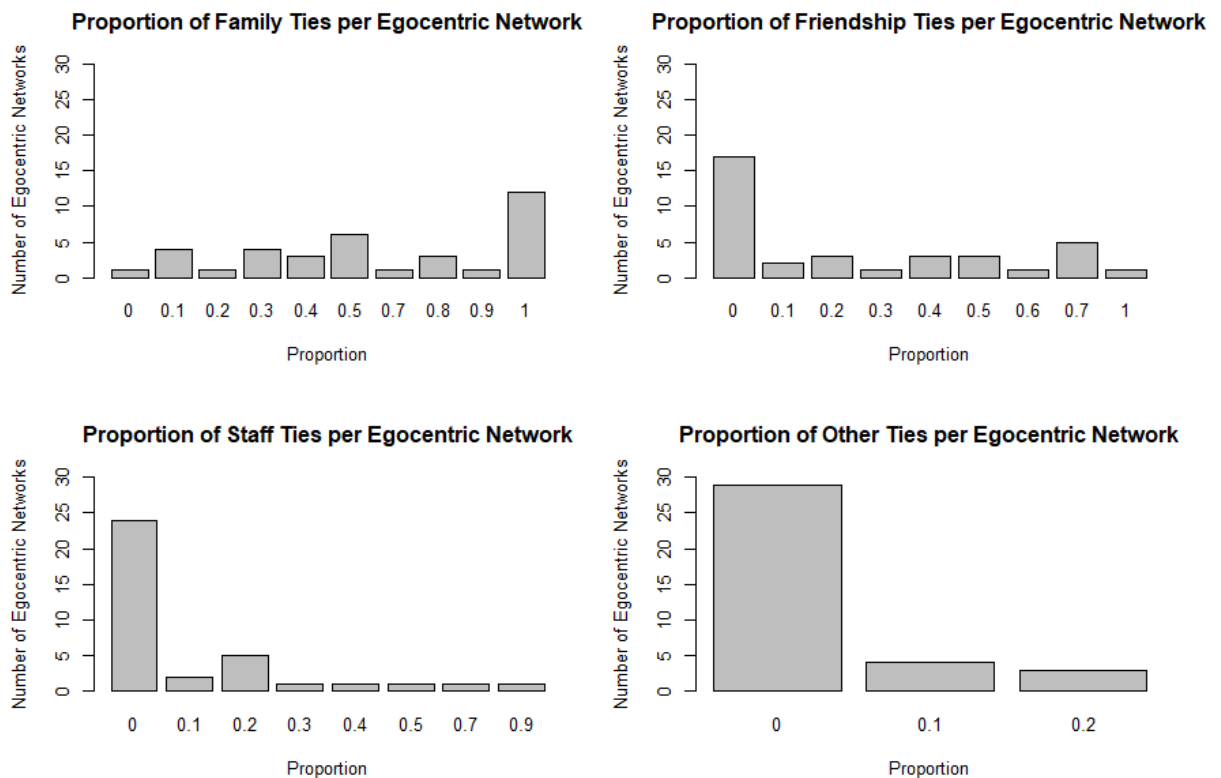 Proportion of Family Ties per Egocentric Network
Number of Egocentric Networks
30
25
20
15
10
5
0
0 0.1 0.2 0.3 0.4 0.5 0.7 0.8 0.9 1
Proportion
Proportion of Friendship Ties per Egocentric Network
Number of Egocentric Networks
30
25
20
15
10
5
0
0 0.1 0.2 0.3 0.4 0.5 0.6 0.7 1
Proportion
Proportion of Staff Ties per Egocentric Network
Number of Egocentric Networks
30
25
20
15
10
5
0
0 0.1 0.2 0.3 0.4 0.5 0.7 0.9
Proportion
Proportion of Other Ties per Egocentric Network
Number of Egocentric Networks
30
25
20
15
10
5
0
0 0.1 0.2
Proportion